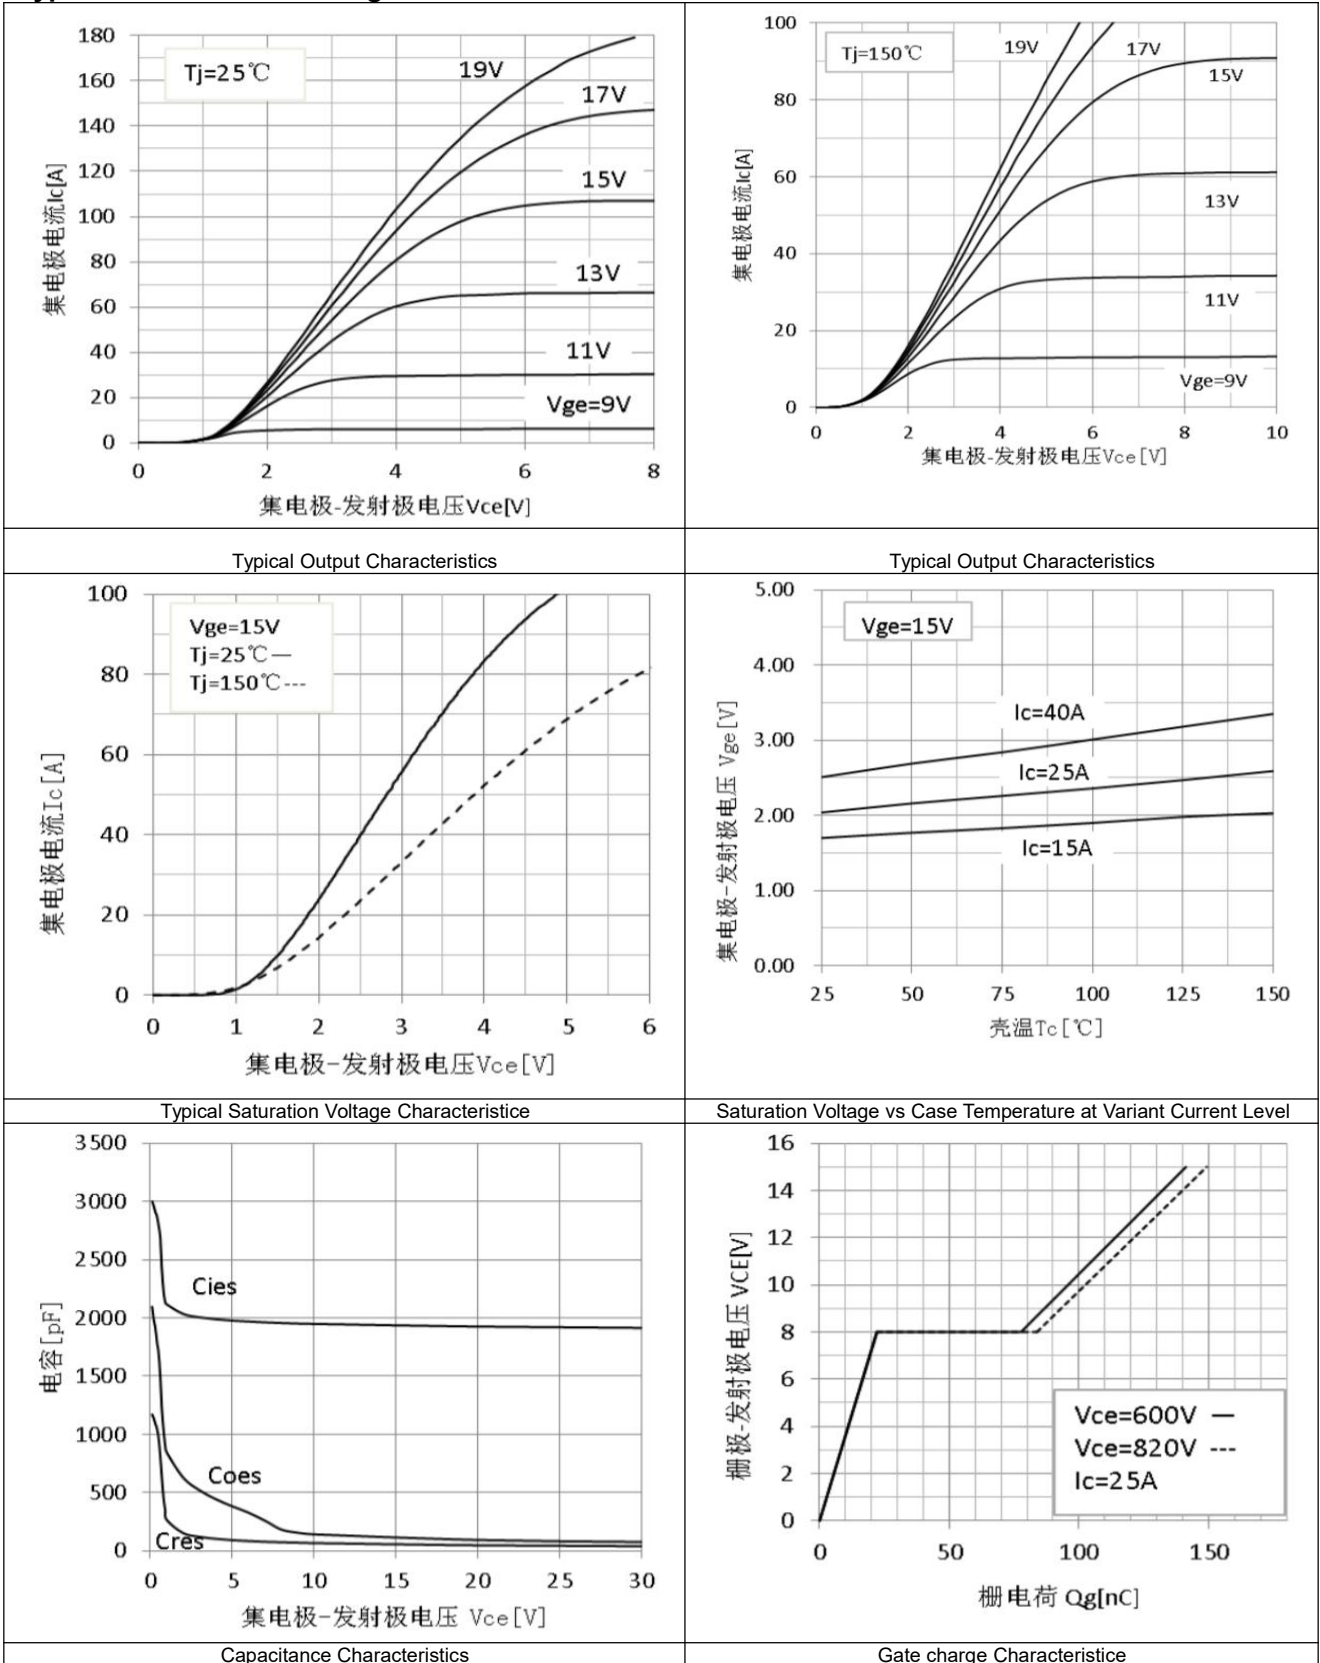 180
160
140
120
100
80
60
40
20
0
Tj=25℃
19V
17V
15V
13V
11V
Vge=9V
0 2 4 6 8
集电极电流Ic[A]
集电极-发射极电压Vce[V]
Typical Output Characteristics
100
80
60
40
20
0
Tj=150℃
19V
17V
15V
13V
11V
Vge=9V
0 2 4 6 8 10
集电极电流Ic[A]
集电极-发射极电压Vce[V]
Typical Output Characteristics
100
80
60
40
20
0
Vge=15V
Tj=25℃—
Tj=150℃---
0 1 2 3 4 5 6
集电极电流Ic[A]
集电极-发射极电压Vce[V]
Typical Saturation Voltage Characteristice
5.00
4.00
3.00
2.00
1.00
0.00
Vge=15V
Ic=40A
Ic=25A
Ic=15A
25 50 75 100 125 150
集电极-发射极电压 Vge[V]
壳温Tc[℃]
Saturation Voltage vs Case Temperature at Variant Current Level
3500
3000
2500
2000
1500
1000
500
0
Cies
Coes
Cres
0 5 10 15 20 25 30
电容[pF]
集电极-发射极电压 Vce[V]
Capacitance Characteristics
16
14
12
10
8
6
4
2
0
Vce=600V —
Vce=820V ---
Ic=25A
0 50 100 150
栅极-发射极电压 VCE[V]
栅电荷 Qg[nC]
Gate charge Characteristice